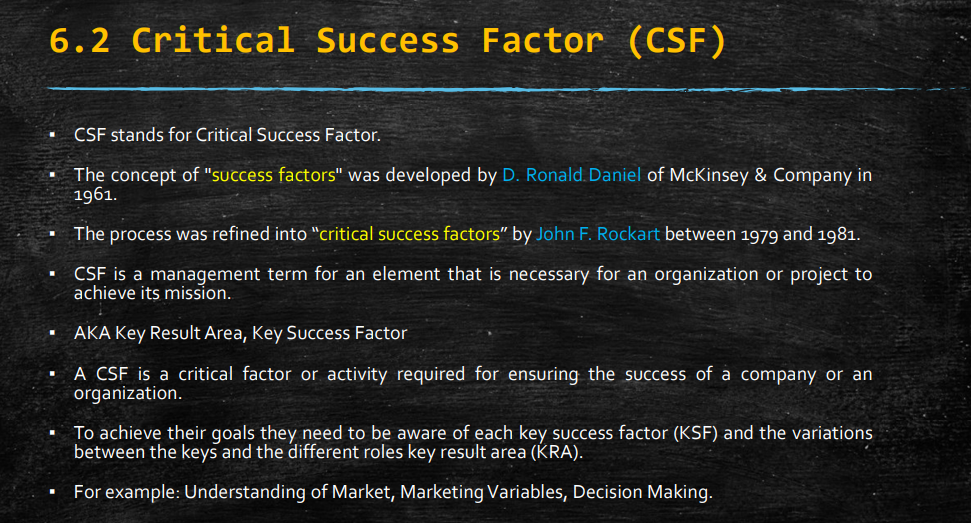 6.2 Critical Success Factor (CSF)
▪ CSF stands for Critical Success Factor.
▪ The concept of "success factors" was developed by D. Ronald Daniel of McKinsey & Company in
1961.
▪ The process was refined into “critical success factors” by John F. Rockart between 1979 and 1981.
▪ CSF is a management term for an element that is necessary for an organization or project to
achieve its mission.
▪ AKA Key Result Area, Key Success Factor
▪ A CSF is a critical factor or activity required for ensuring the success of a company or an
organization.
▪ To achieve their goals they need to be aware of each key success factor (KSF) and the variations
between the keys and the different roles key result area (KRA).
▪ For example: Understanding of Market, Marketing Variables, Decision Making.